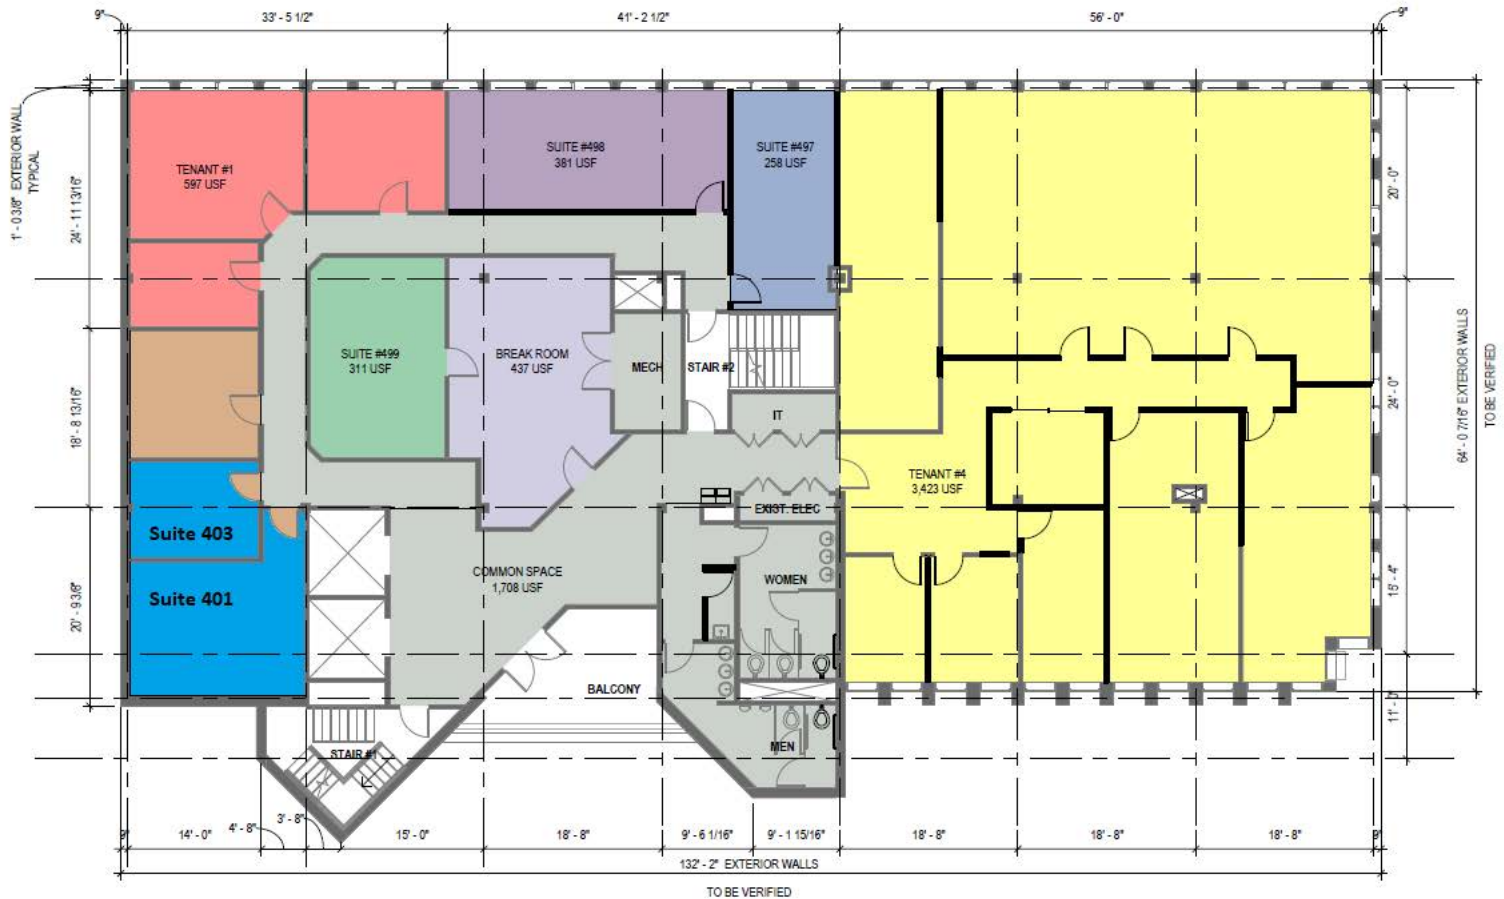 9"
33' - 5 1/2"
41' - 2 1/2"
56' - 0"
9"
1' - 0 3/8" EXTERIOR WALL
TYPICAL
24' - 11 13/16"
18' - 8 13/16"
20' - 9 3/8"
TENANT #1
597 USF
SUITE #498
381 USF
SUITE #497
258 USF
SUITE #499
311 USF
BREAK ROOM
437 USF
MECH
STAIR #2
IT
TENANT #4
3,423 USF
EXIST. ELEC
Suite 403
Suite 401
COMMON SPACE
1,708 USF
WOMEN
BALCONY
MEN
STAIR #1
20' - 0"
24' - 0"
15' - 4"
11' - 0"
64' - 0 7/16" EXTERIOR WALLS
TO BE VERIFIED
9"
14' - 0"
4' - 8"
3' - 8"
15' - 0"
18' - 8"
9' - 6 1/16"
9' - 1 15/16"
18' - 8"
18' - 8"
18' - 8"
9"
132' - 2" EXTERIOR WALLS
TO BE VERIFIED